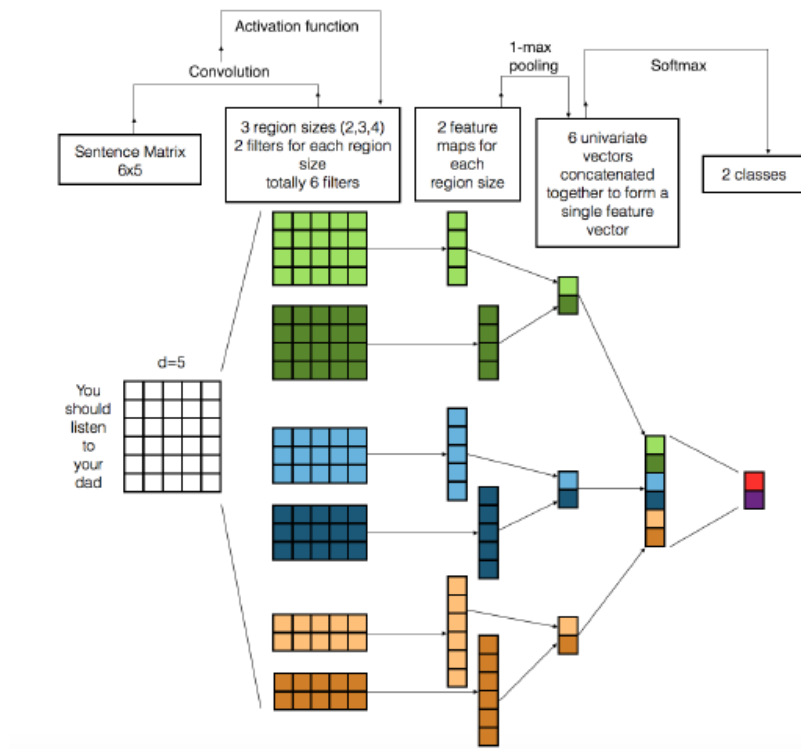 Activation function
Convolution
1-max
pooling
Softmax
Sentence Matrix
6x5
3 region sizes (2,3,4)
2 filters for each region
size
totally 6 filters
2 feature
maps for
each
region size
6 univariate
vectors
concatenated
together to form a
single feature
vector
2 classes
d=5
You
should
listen
to
your
dad